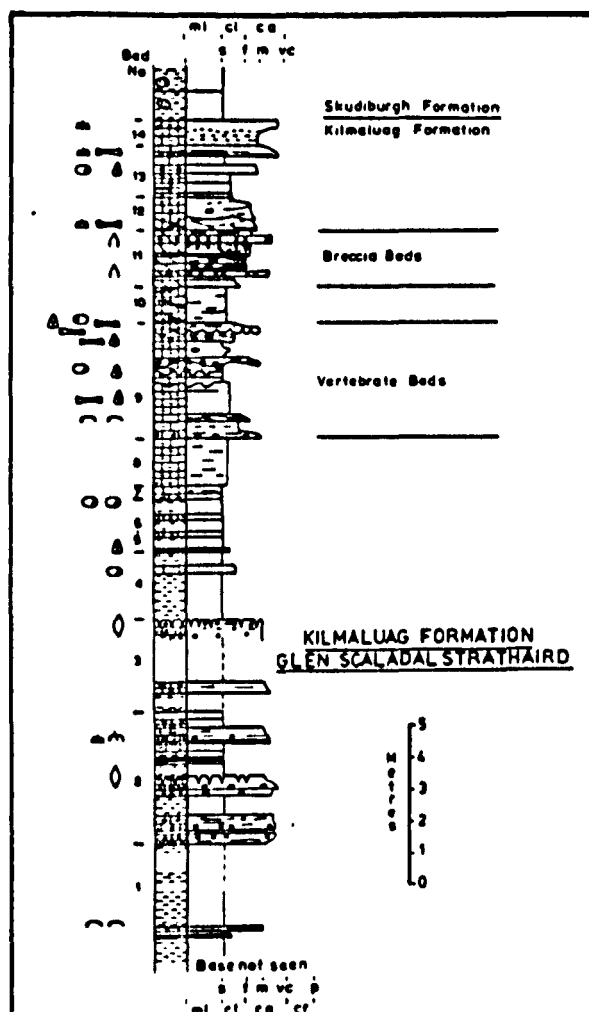 ml cl ca
s f m vc
Bed
No
Skudiburgh Formation
Kilmaluag Formation
14
13
12
11
Breccia Beds
10
Vertebrate Beds
9
8
7
6
5
4
KILMALUAG FORMATION
GLEN SCALADAL STRATHAIRD
3
5
4
3
2
1
0
Metres
2
1
Base not seen
s f m vc p
ml cl ca cr